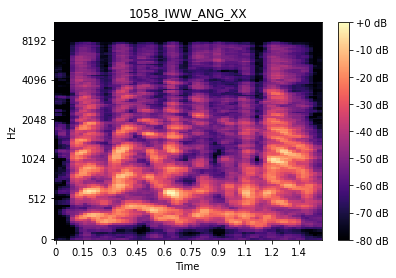 1058_IWW_ANG_XX
+0 dB
8192
-10 dB
4096
-20 dB
-30 dB
2048
Hz
-40 dB
1024
-50 dB
512
-60 dB
-70 dB
0
-80 dB
0 0.15 0.3 0.45 0.6 0.75 0.9 1.1 1.2 1.4
Time